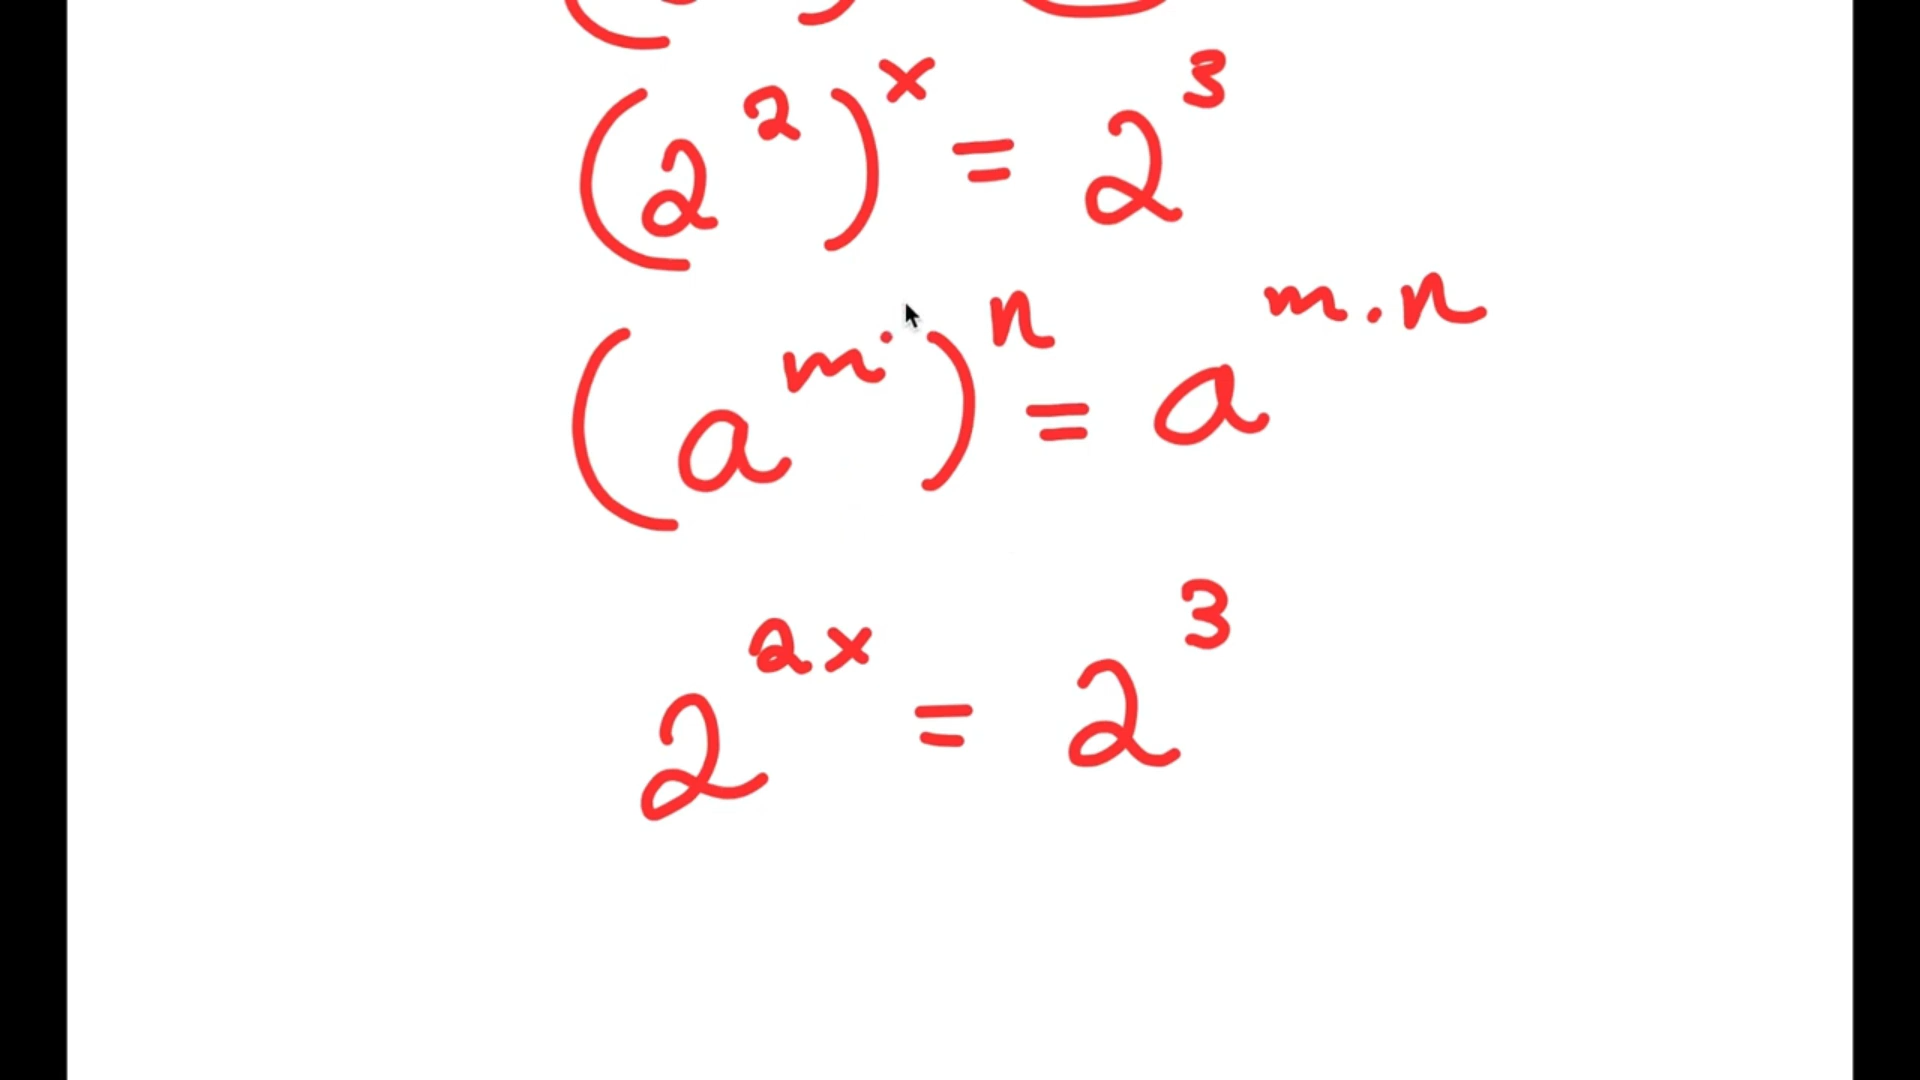 (2²)ˣ = 2³
(aᵐ)ⁿ = aᵐ·ⁿ
2²ˣ = 2³